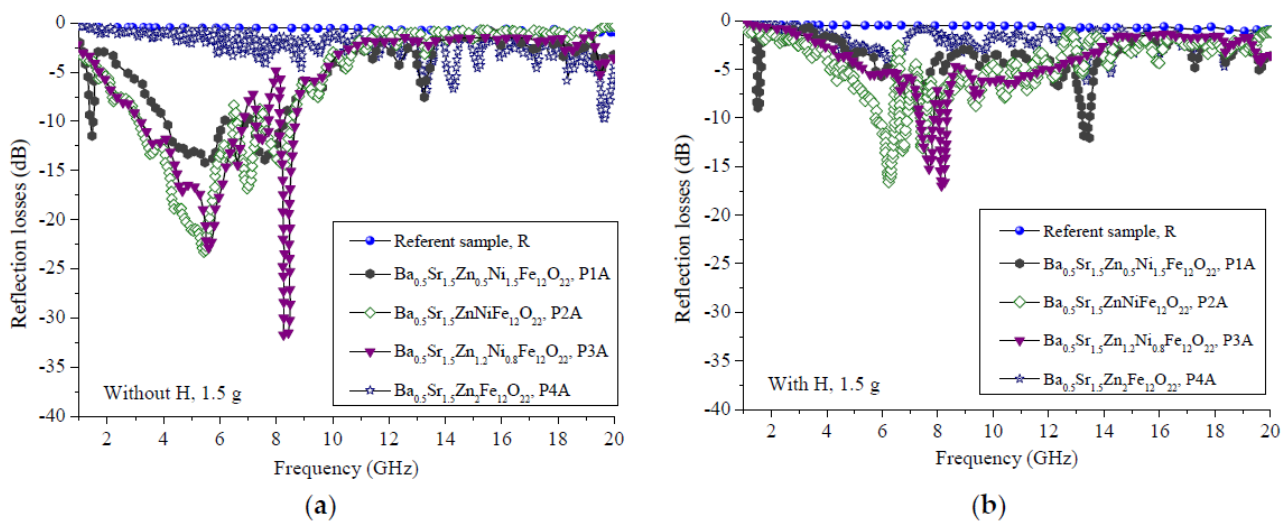 0
-5
-10
-15
-20
-25
-30
-35
-40
Reflection losses (dB)
Referent sample, R
Ba0.5Sr1.5Zn0.5Ni1.5Fe12O22, P1A
Ba0.5Sr1.5ZnNiFe12O22, P2A
Ba0.5Sr1.5Zn1.2Ni0.8Fe12O22, P3A
Ba0.5Sr1.5Zn2Fe12O22, P4A
Without H, 1.5 g
2 4 6 8 10 12 14 16 18 20
Frequency (GHz)
(a)
0
-5
-10
-15
-20
-25
-30
-35
-40
Reflection losses (dB)
Referent sample, R
Ba0.5Sr1.5Zn0.5Ni1.5Fe12O22, P1A
Ba0.5Sr1.5ZnNiFe12O22, P2A
Ba0.5Sr1.5Zn1.2Ni0.8Fe12O22, P3A
Ba0.5Sr1.5Zn2Fe12O22, P4A
With H, 1.5 g
2 4 6 8 10 12 14 16 18 20
Frequency (GHz)
(b)